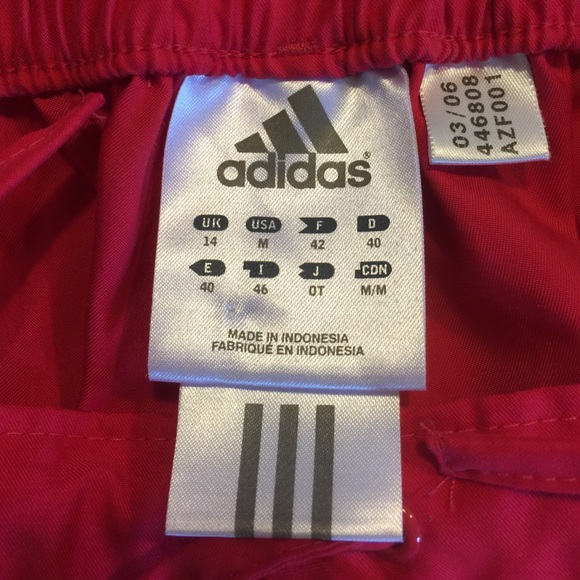 adidas®
UK USA F D
14 M 42 40
E I J CDN
40 46 OT M/M
MADE IN INDONESIA
FABRIQUÉ EN INDONESIA
03/06
446808
AZF001